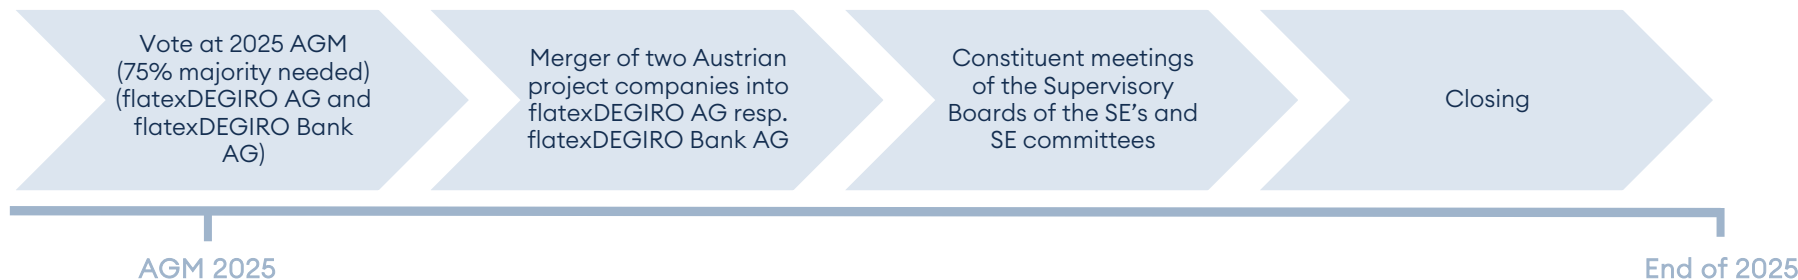 Vote at 2025 AGM
(75% majority needed)
(flatexDEGIRO AG and
flatexDEGIRO Bank
AG)
Merger of two Austrian
project companies into
flatexDEGIRO AG resp.
flatexDEGIRO Bank AG
Constituent meetings
of the Supervisory
Boards of the SE’s and
SE committees
Closing
AGM 2025
End of 2025